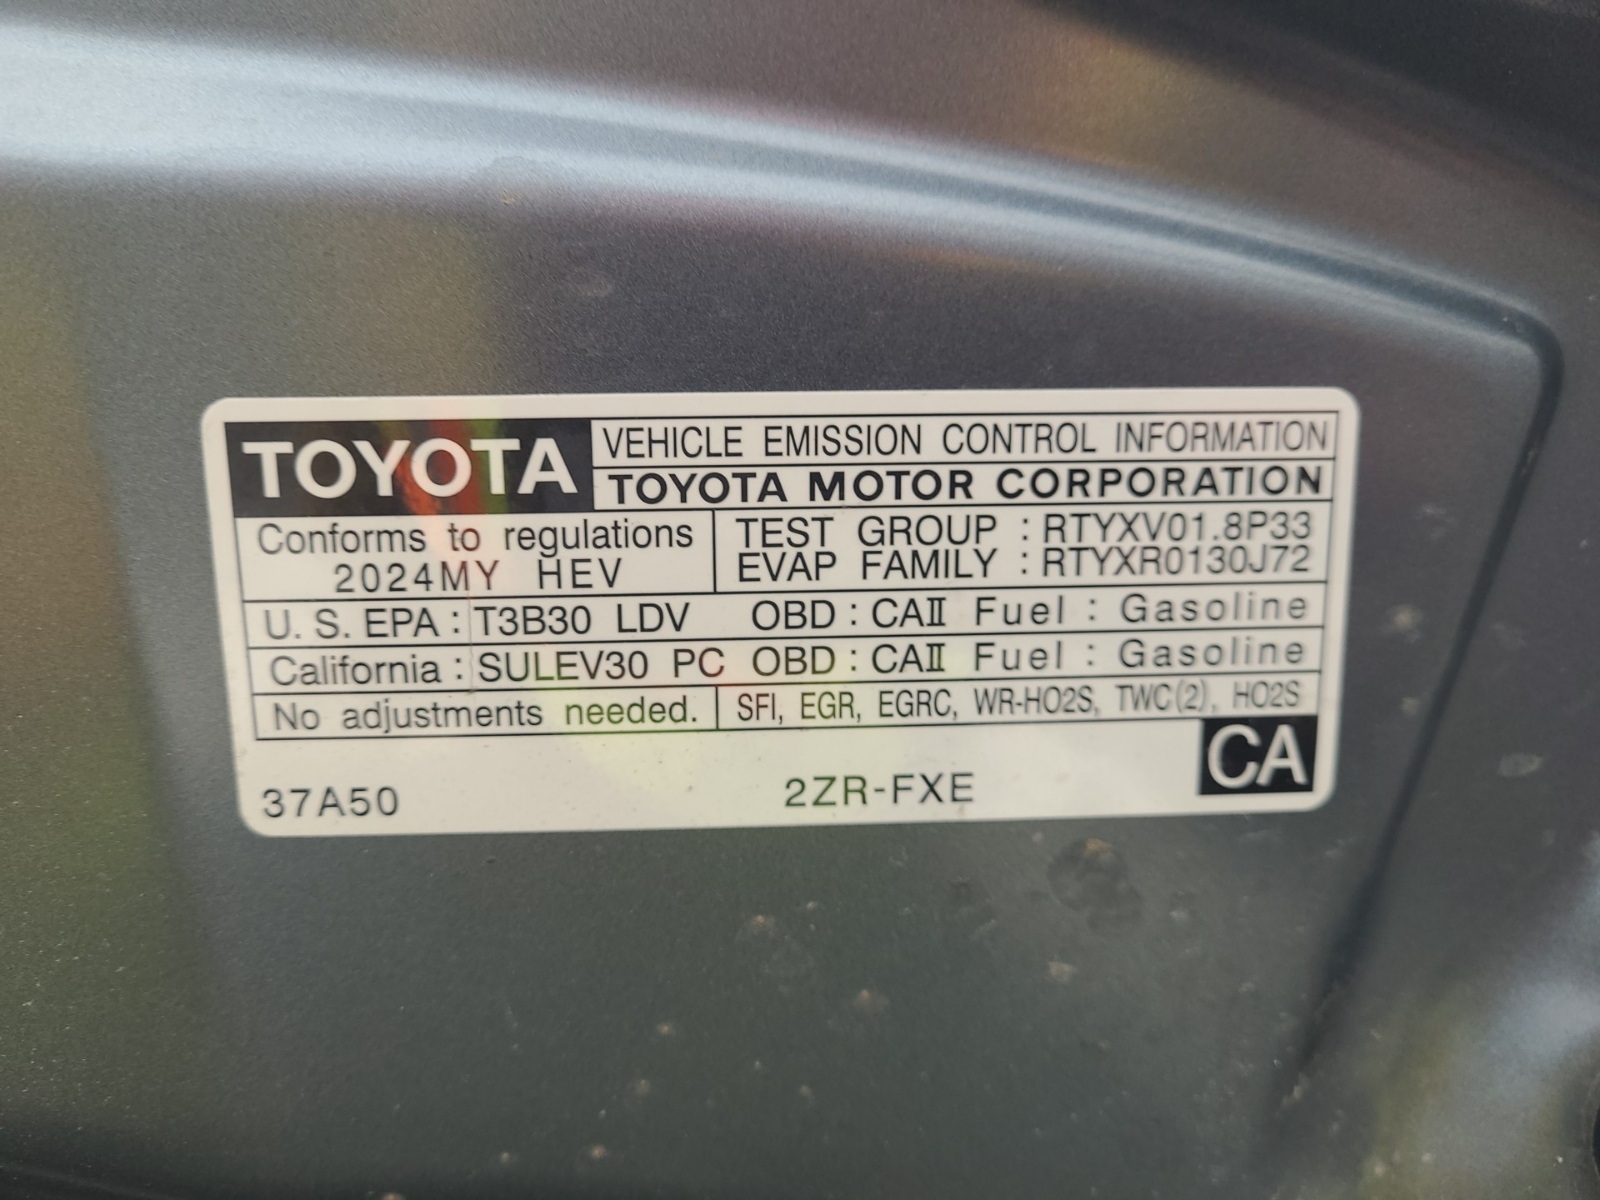 TOYOTA
VEHICLE EMISSION CONTROL INFORMATION
TOYOTA MOTOR CORPORATION
Conforms to regulations
2024MY HEV
TEST GROUP : RTYXV01.8P33
EVAP FAMILY : RTYXR0130J72
U. S. EPA : T3B30 LDV OBD : CAⅡ Fuel : Gasoline
California : SULEV30 PC OBD : CAⅡ Fuel : Gasoline
No adjustments needed. SFI, EGR, EGRC, WR-HO2S, TWC(2), HO2S
CA
37A50 2ZR-FXE